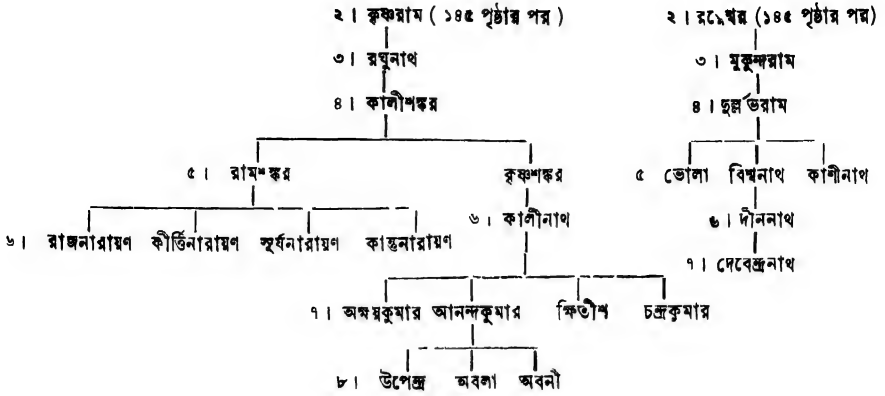 ২। কৃষ্ণরাম ( ১৪৫ পৃষ্ঠার পর ) ২। রত্নেশ্বর (১৪৫ পৃষ্ঠার পর)
৩। রঘুনাথ ৩। মুকুন্দরাম
৪। কালীশঙ্কর ৪। দুর্ল্লভরাম
৫। রামশঙ্কর কৃষ্ণশঙ্কর ৫ ভোলা বিশ্বনাথ কাশীনাথ
৬। কালীনাথ ৬। দীননাথ
৬। রাজনারায়ণ কীর্ত্তিনারায়ণ সূর্যনারায়ণ কান্তনারায়ণ
৭। দেবেন্দ্রনাথ
৭। অক্ষয়কুমার আনন্দকুমার ক্ষিতীশ চন্দ্রকুমার
৮। উপেন্দ্র অবলা অবনী